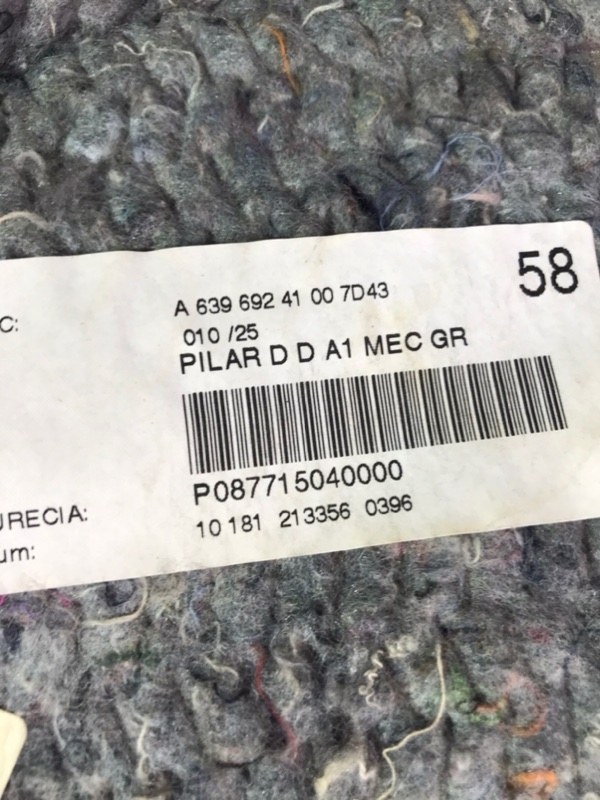 58
C:
A 639 692 41 00 7D43
010 /25
PILAR D D A1 MEC GR
P087715040000
URECIA:
10 181 213356 0396
um: